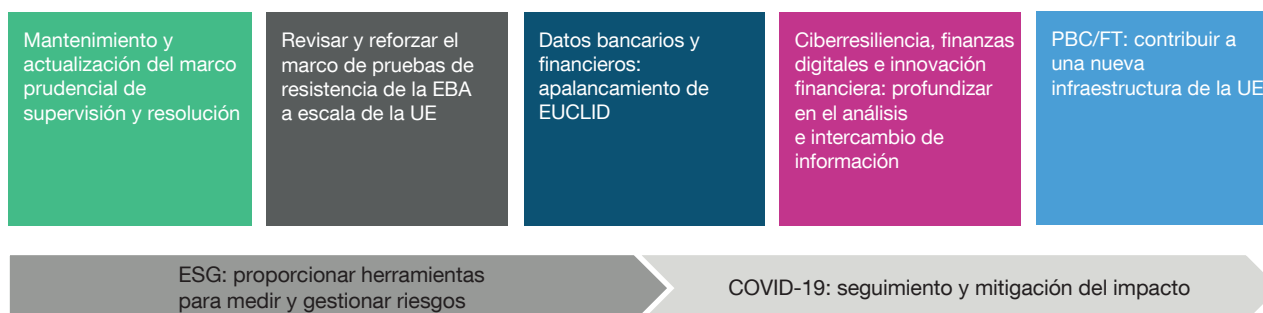 Mantenimiento y
actualización del marco
prudencial de
supervisión y resolución
Revisar y reforzar el
marco de pruebas de
resistencia de la EBA
a escala de la UE
Datos bancarios y
financieros:
apalancamiento de
EUCLID
Ciberresiliencia, finanzas
digitales e innovación
financiera: profundizar
en el análisis
e intercambio de
información
PBC/FT: contribuir a
una nueva
infraestructura de la UE
ESG: proporcionar herramientas
para medir y gestionar riesgos
COVID-19: seguimiento y mitigación del impacto